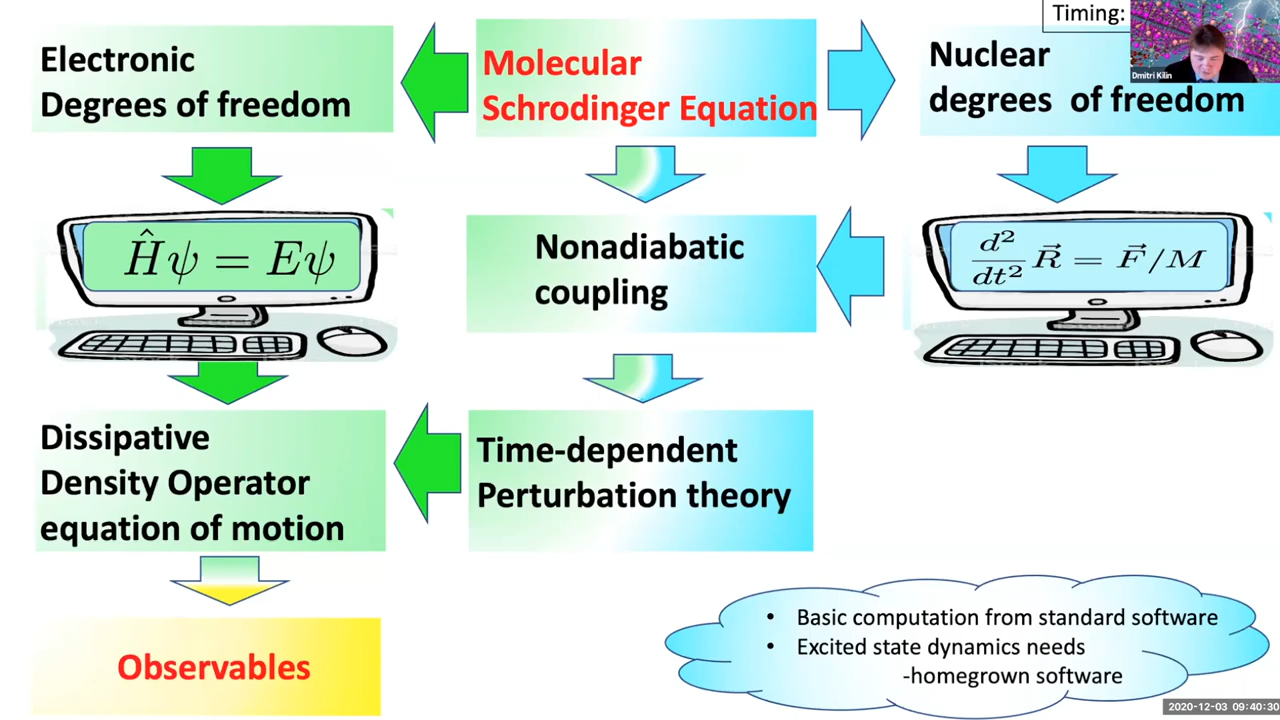 Timing:
Dmitri Kilin
Electronic
Degrees of freedom
Molecular
Schrodinger Equation
Nuclear
degrees of freedom
Ĥψ = Eψ
Nonadiabatic
coupling
d²/dt² R⃗ = F⃗/M
Dissipative
Density Operator
equation of motion
Time-dependent
Perturbation theory
Observables
• Basic computation from standard software
• Excited state dynamics needs
-homegrown software
2020-12-03 09:40:30